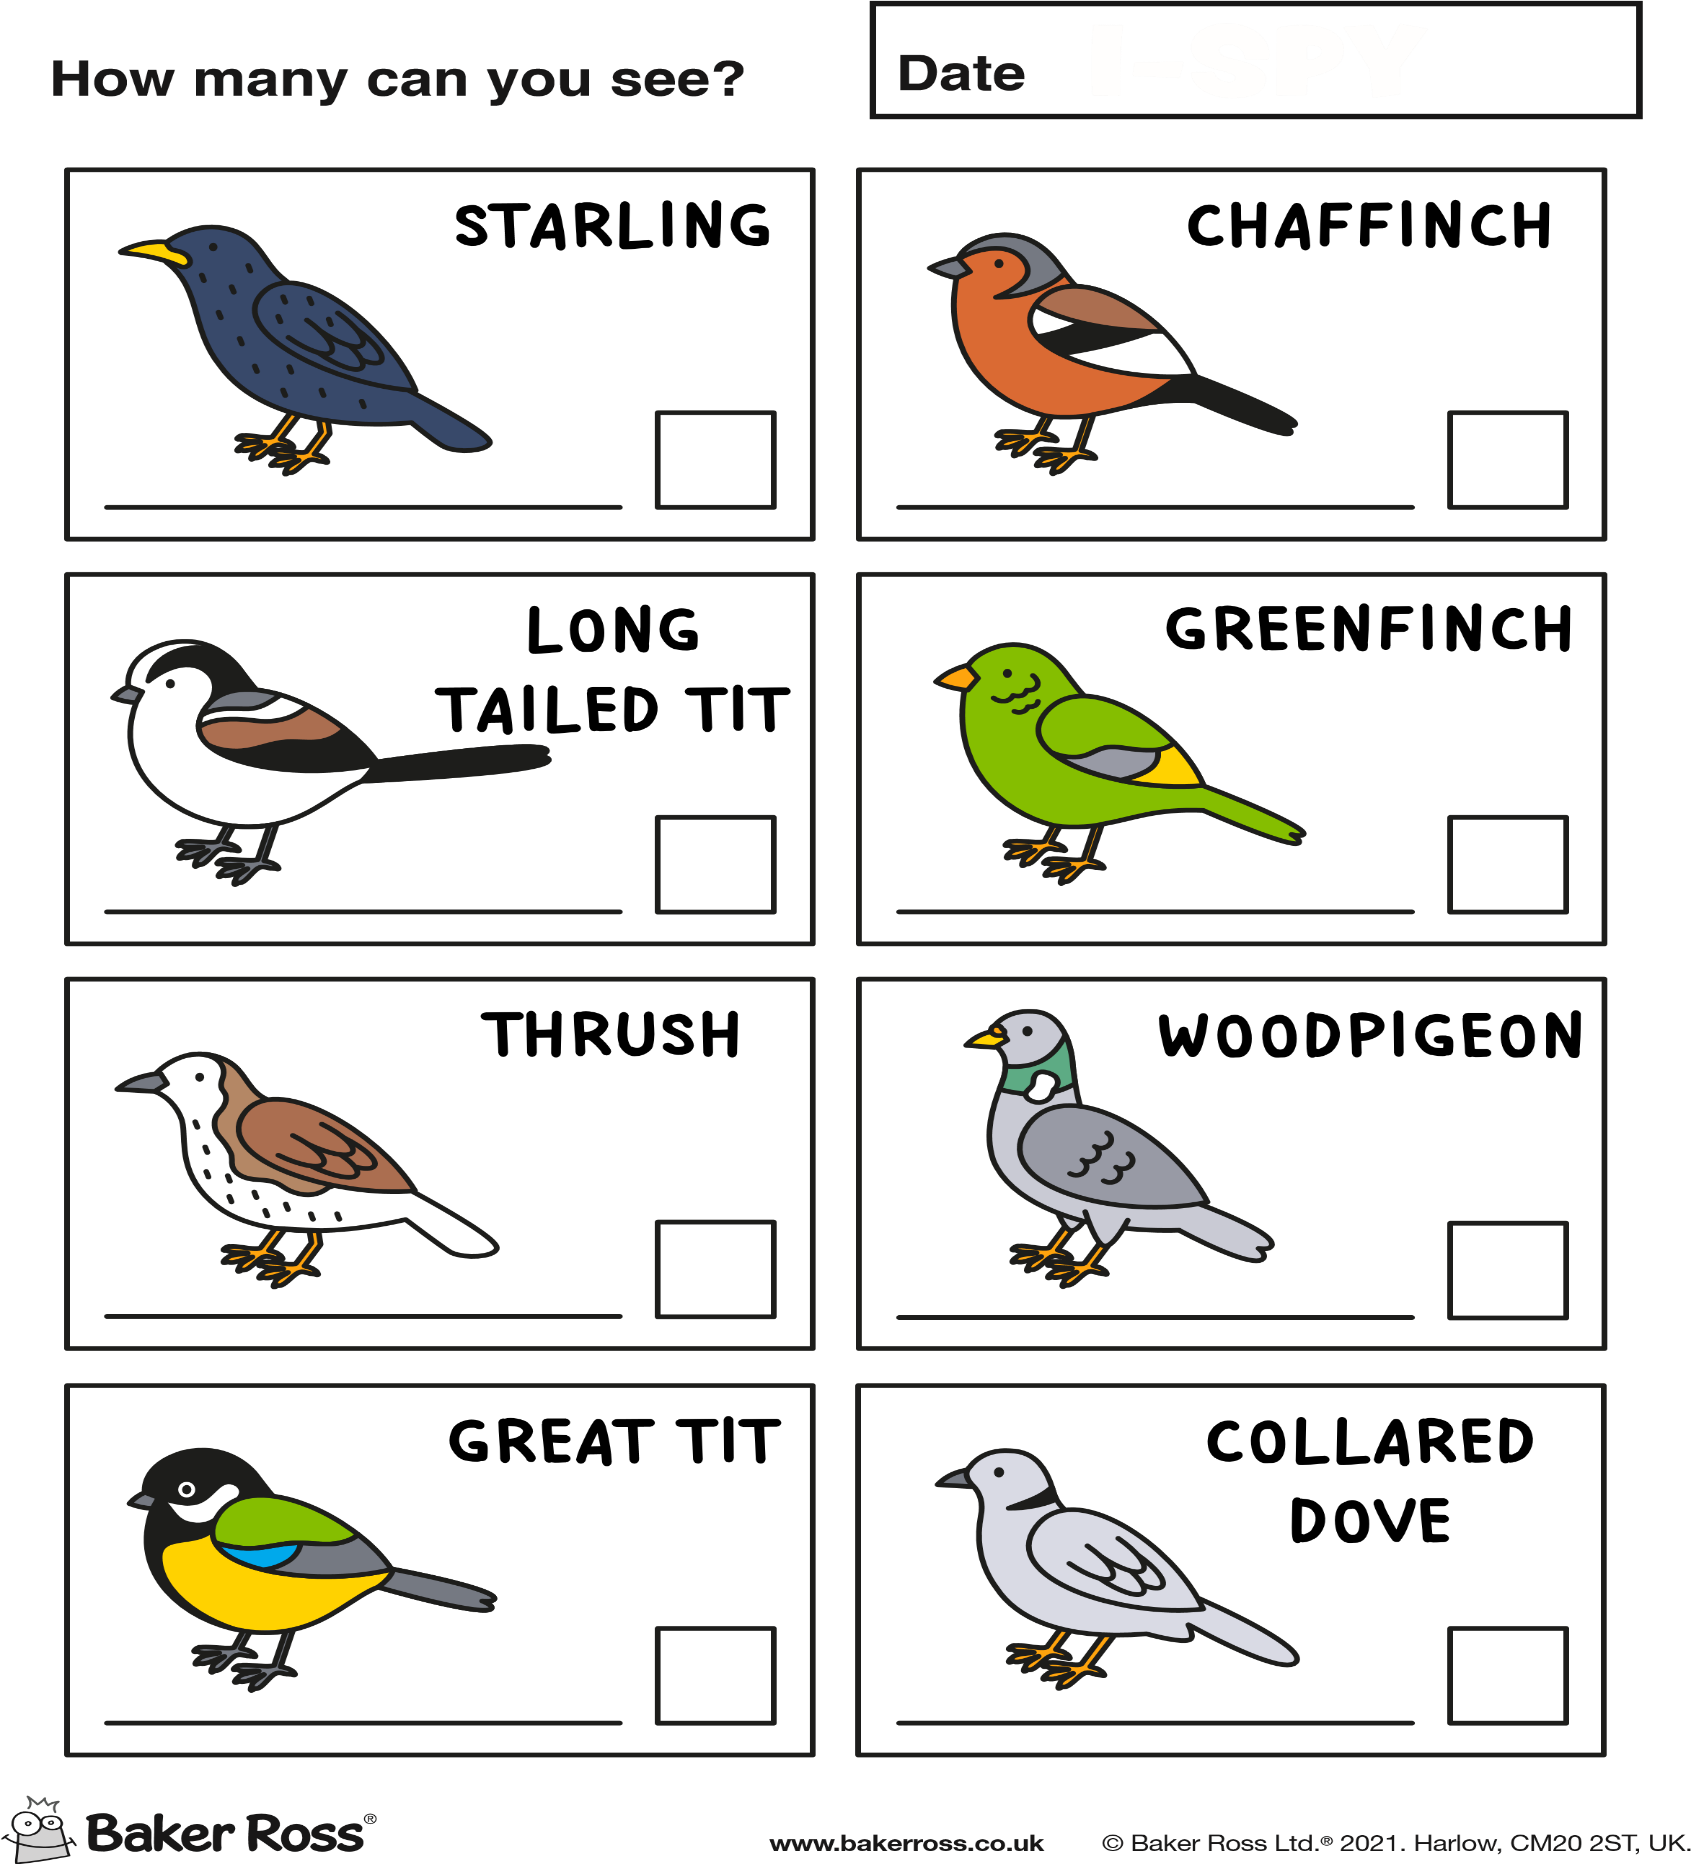 How many can you see?
Date
STARLING
CHAFFINCH
LONG
TAILED TIT
GREENFINCH
THRUSH
WOODPIGEON
GREAT TIT
COLLARED
DOVE
Baker Ross®
www.bakerross.co.uk
© Baker Ross Ltd.® 2021. Harlow, CM20 2ST, UK.